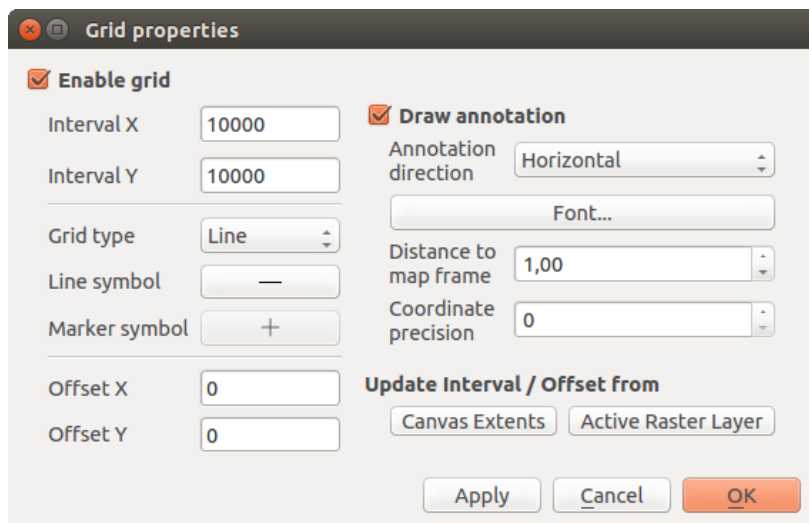 Grid properties
Enable grid
Interval X 10000
Interval Y 10000
Grid type Line
Line symbol
Marker symbol
Offset X 0
Offset Y 0
Draw annotation
Annotation
direction
Horizontal
Font...
Distance to
map frame
1,00
Coordinate
precision
0
Update Interval / Offset from
Canvas Extents Active Raster Layer
Apply Cancel OK